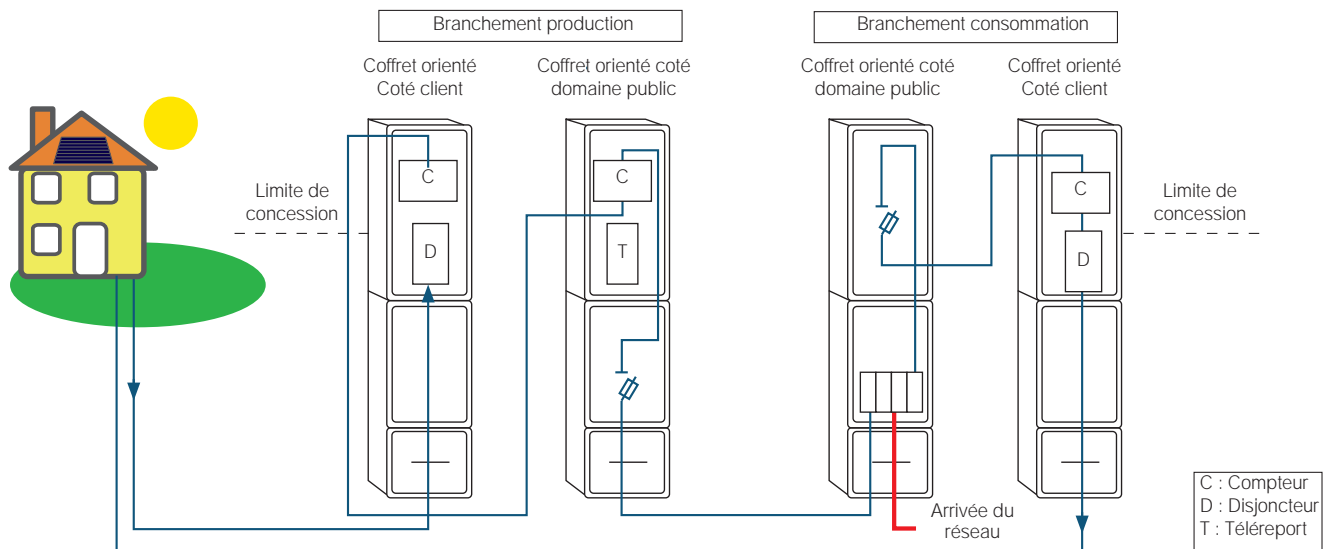 Branchement production
Branchement consommation
Coffret orienté
Coté client
Coffret orienté coté
domaine public
Coffret orienté coté
domaine public
Coffret orienté
Coté client
Limite de
concession
C
D
C
T
C
D
Limite de
concession
Arrivée du
réseau
C : Compteur
D : Disjoncteur
T : Téléreport